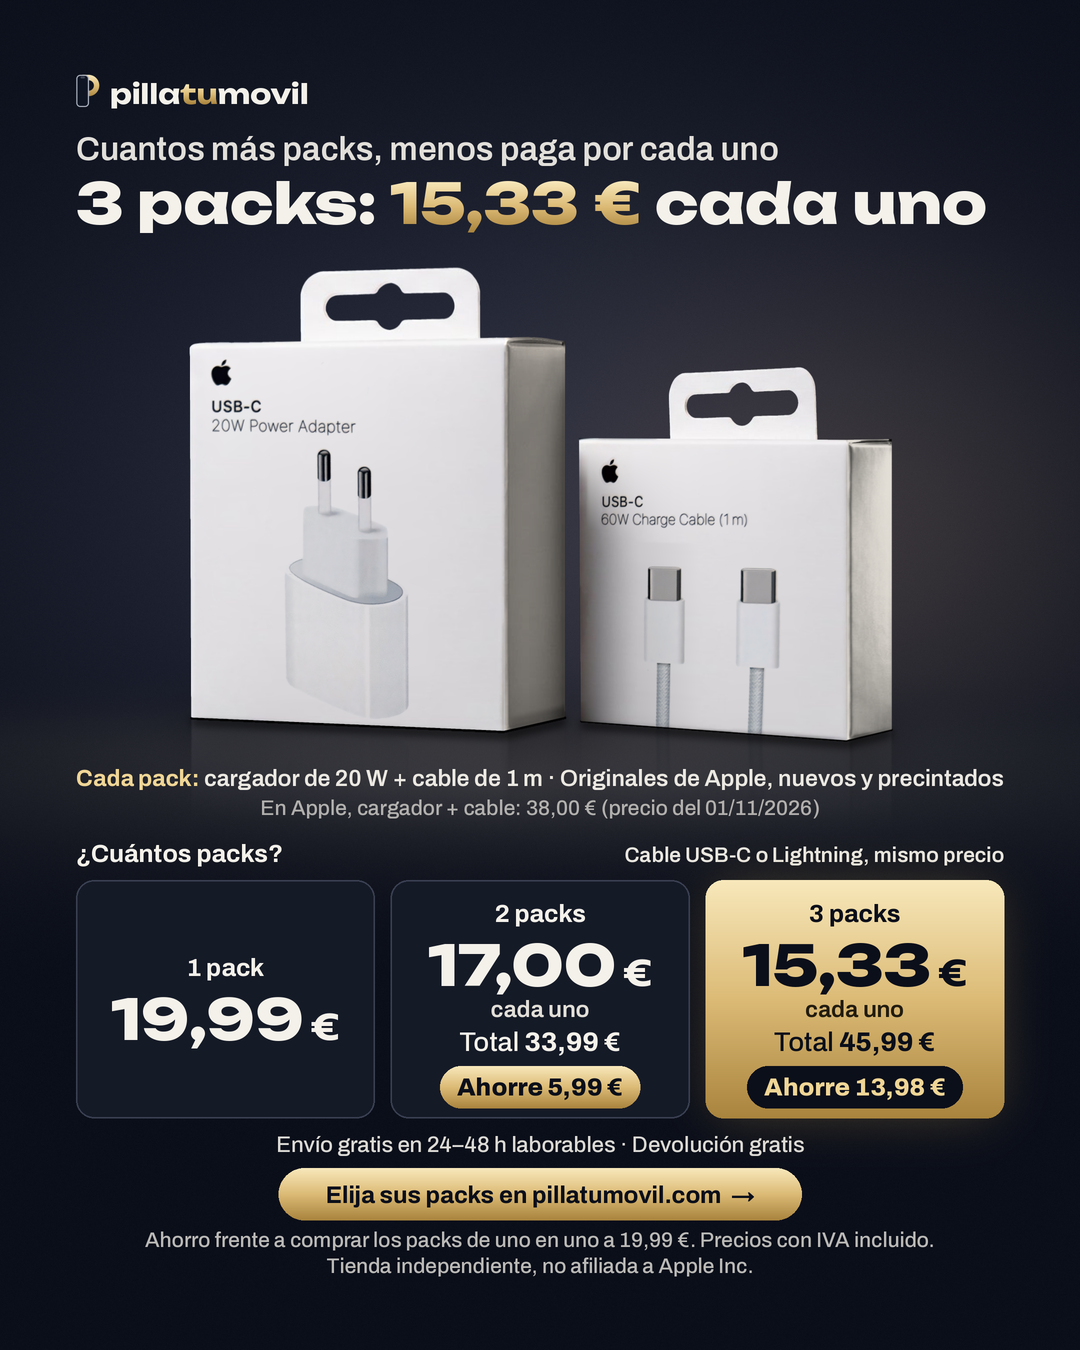 pillatumovil
Cuantos más packs, menos paga por cada uno
3 packs: 15,33 € cada uno
USB-C
20W Power Adapter
USB-C
60W Charge Cable (1 m)
Cada pack: cargador de 20 W + cable de 1 m · Originales de Apple, nuevos y precintados
En Apple, cargador + cable: 38,00 € (precio del 01/11/2026)
¿Cuántos packs?
Cable USB-C o Lightning, mismo precio
1 pack
19,99 €
2 packs
17,00 €
cada uno
Total 33,99 €
Ahorre 5,99 €
3 packs
15,33 €
cada uno
Total 45,99 €
Ahorre 13,98 €
Envío gratis en 24–48 h laborables · Devolución gratis
Elija sus packs en pillatumovil.com →
Ahorro frente a comprar los packs de uno en uno a 19,99 €. Precios con IVA incluido.
Tienda independiente, no afiliada a Apple Inc.